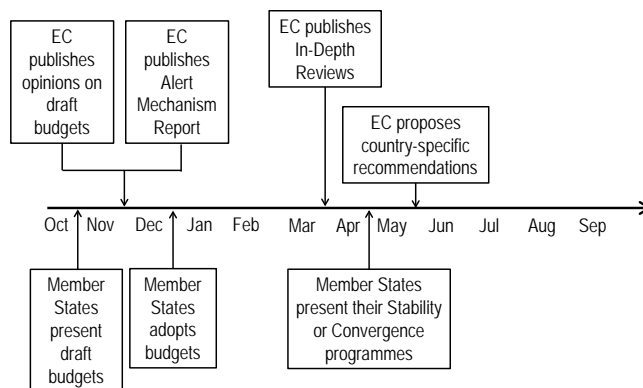 EC
publishes
opinions on
draft
budgets
EC
publishes
Alert
Mechanism
Report
EC publishes
In-Depth
Reviews
EC proposes
country-specific
recommendations
Oct Nov Dec Jan Feb Mar Apr May Jun Jul Aug Sep
Member
States
present
draft
budgets
Member
States
adopts
budgets
Member States
present their Stability
or Convergence
programmes